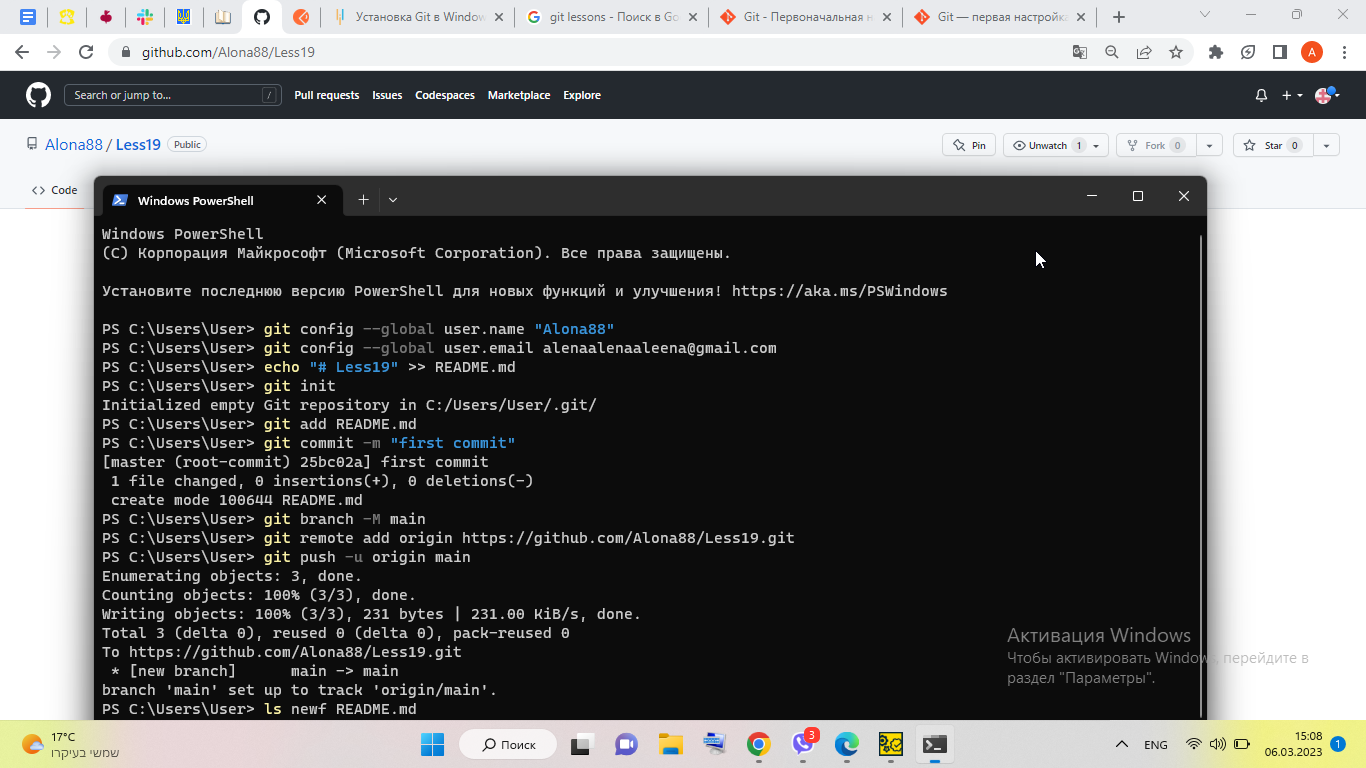 Установка Git в Window
git lessons - Поиск в Go
Git - Первоначальная н
Git — первая настройка
github.com/Alona88/Less19
A
Search or jump to...
/
Pull requests
Issues
Codespaces
Marketplace
Explore
Alona88 / Less19
Public
Pin
Unwatch 1
Fork 0
Star 0
<> Code
Windows PowerShell
Windows PowerShell
(C) Корпорация Майкрософт (Microsoft Corporation). Все права защищены.
Установите последнюю версию PowerShell для новых функций и улучшения! https://aka.ms/PSWindows
PS C:\Users\User> git config --global user.name "Alona88"
PS C:\Users\User> git config --global user.email alenaalenaaleena@gmail.com
PS C:\Users\User> echo "# Less19" >> README.md
PS C:\Users\User> git init
Initialized empty Git repository in C:/Users/User/.git/
PS C:\Users\User> git add README.md
PS C:\Users\User> git commit -m "first commit"
[master (root-commit) 25bc02a] first commit
1 file changed, 0 insertions(+), 0 deletions(-)
create mode 100644 README.md
PS C:\Users\User> git branch -M main
PS C:\Users\User> git remote add origin https://github.com/Alona88/Less19.git
PS C:\Users\User> git push -u origin main
Enumerating objects: 3, done.
Counting objects: 100% (3/3), done.
Writing objects: 100% (3/3), 231 bytes | 231.00 KiB/s, done.
Total 3 (delta 0), reused 0 (delta 0), pack-reused 0
To https://github.com/Alona88/Less19.git
* [new branch]      main -> main
branch 'main' set up to track 'origin/main'.
PS C:\Users\User> ls newf README.md
Активация Windows
Чтобы активировать Windows, перейдите в
раздел "Параметры".
17°C
שמשי בעיקרו
Поиск
3
ENG
15:08
06.03.2023
1